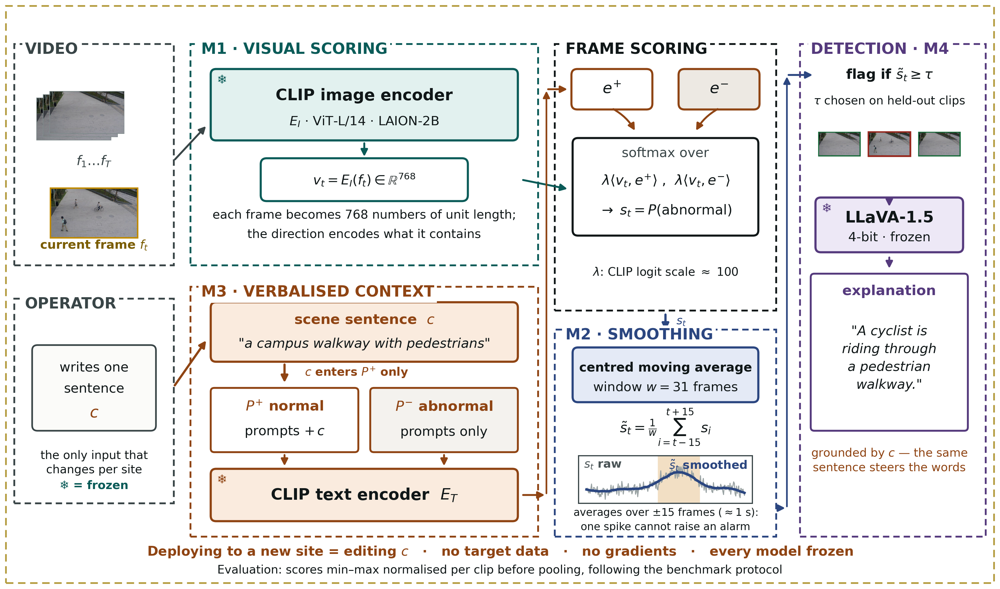 VIDEO
f₁…f_T
current frame f_t
OPERATOR
writes one
sentence
c
the only input that
changes per site
❄ = frozen
M1 · VISUAL SCORING
❄
CLIP image encoder
E_I · ViT-L/14 · LAION-2B
v_t = E_I(f_t) ∈ ℝ⁷⁶⁸
each frame becomes 768 numbers of unit length;
the direction encodes what it contains
M3 · VERBALISED CONTEXT
scene sentence c
"a campus walkway with pedestrians"
c enters P⁺ only
P⁺ normal
prompts + c
P⁻ abnormal
prompts only
❄
CLIP text encoder E_T
FRAME SCORING
e⁺
e⁻
softmax over
λ⟨v_t, e⁺⟩ , λ⟨v_t, e⁻⟩
→ s_t = P(abnormal)
λ: CLIP logit scale ≈ 100
s_t
M2 · SMOOTHING
centred moving average
window w = 31 frames
s̃_t = 1/w ∑_{i=t−15}^{t+15} s_i
s_t raw
s̃_t smoothed
averages over ±15 frames (≈1 s):
one spike cannot raise an alarm
DETECTION · M4
flag if s̃_t ≥ τ
τ chosen on held-out clips
❄
LLaVA-1.5
4-bit · frozen
explanation
"A cyclist is
riding through
a pedestrian
walkway."
grounded by c — the same
sentence steers the words
Deploying to a new site = editing c · no target data · no gradients · every model frozen
Evaluation: scores min–max normalised per clip before pooling, following the benchmark protocol